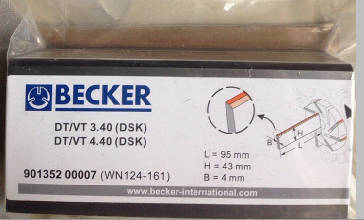 BECKER
DT/VT 3.40 (DSK)
DT/VT 4.40 (DSK)
901352 00007 (WN124-161)
L = 95 mm
H = 43 mm
B = 4 mm
B
H
L
www.becker-international.com